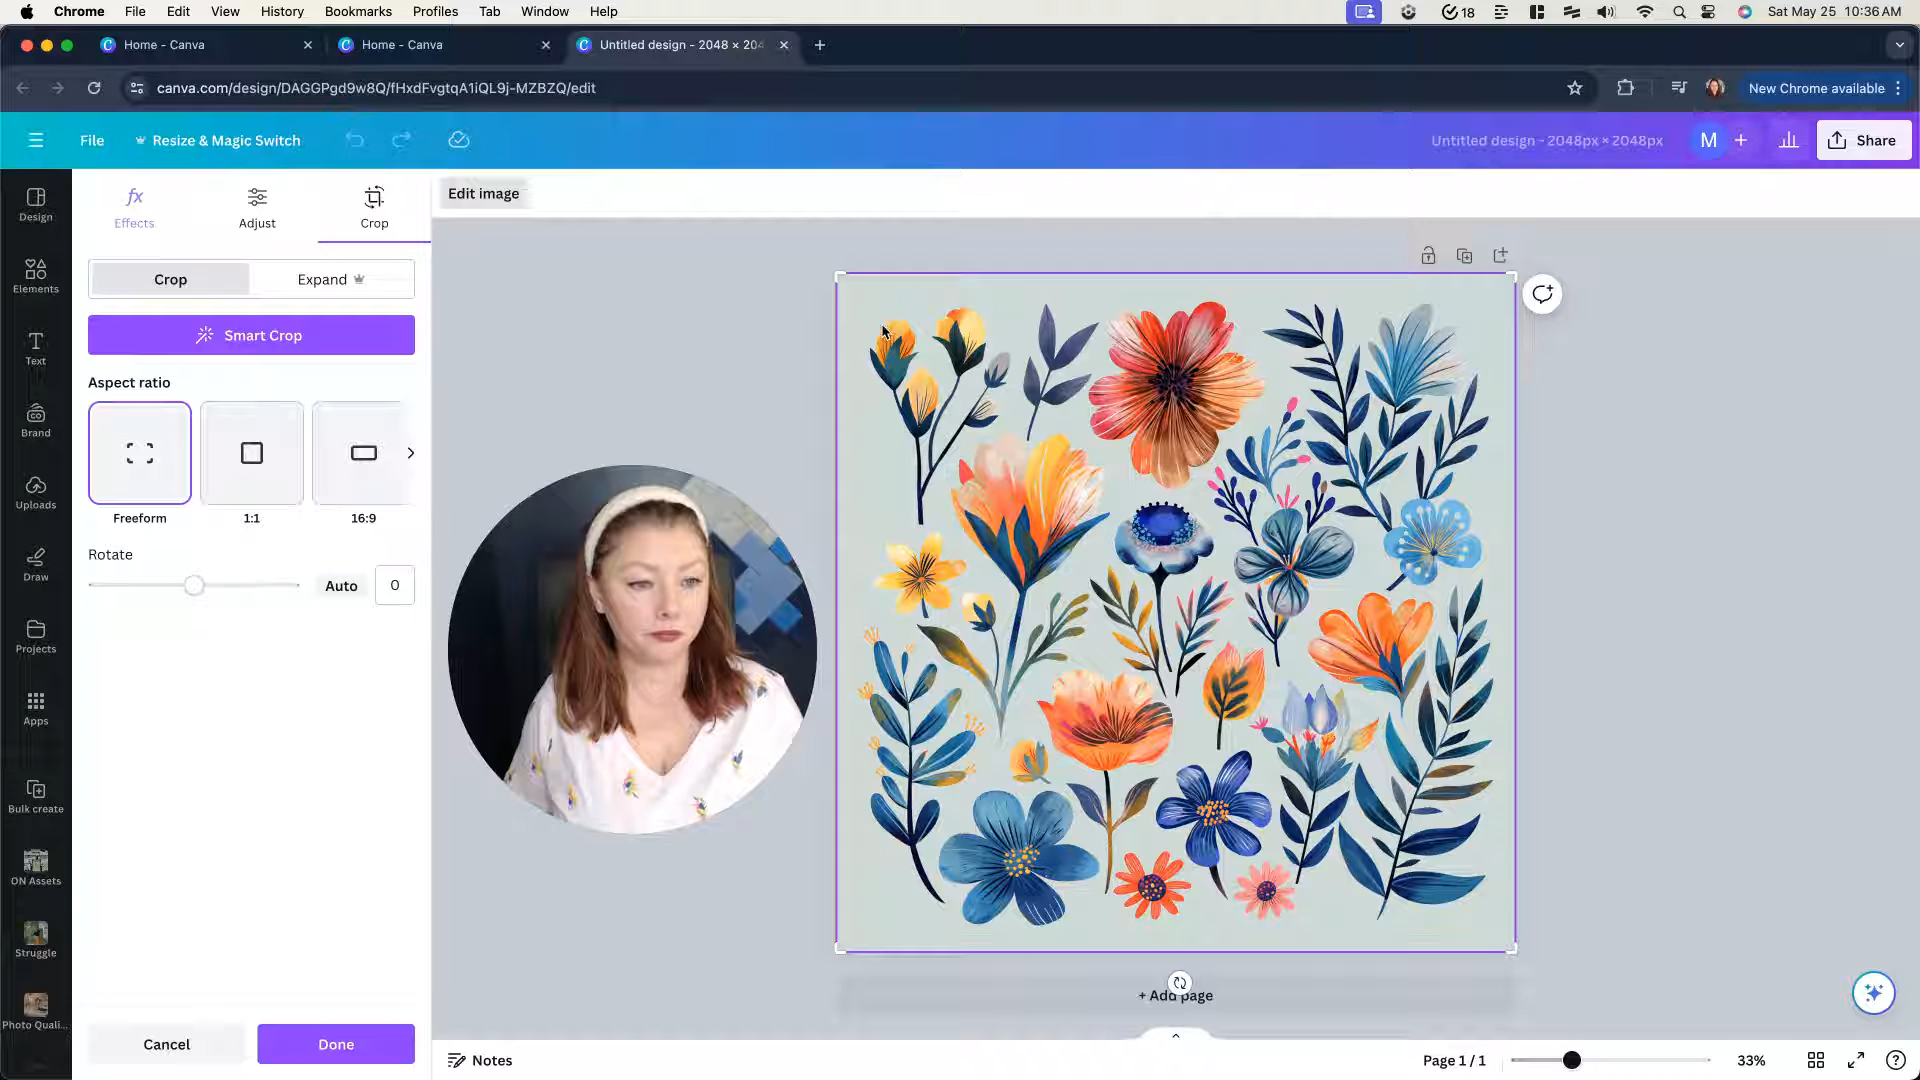 Chrome File Edit View History Bookmarks Profiles Tab Window Help
18
Sat May 25 10:36 AM
Home - Canva
Home - Canva
Untitled design - 2048 × 204
canva.com/design/DAGGPgd9w8Q/fHxdFvgtqA1iQL9j-MZBZQ/edit
New Chrome available
File
Resize & Magic Switch
Untitled design - 2048px × 2048px
M
Share
Design
Elements
Text
Brand
Uploads
Draw
Projects
Apps
Bulk create
ON Assets
Struggle
Photo Quali...
Effects
Adjust
Crop
Crop
Expand
Smart Crop
Aspect ratio
Freeform
1:1
16:9
Rotate
Auto
0
Cancel
Done
Edit image
+ Add page
Notes
Page 1 / 1
33%